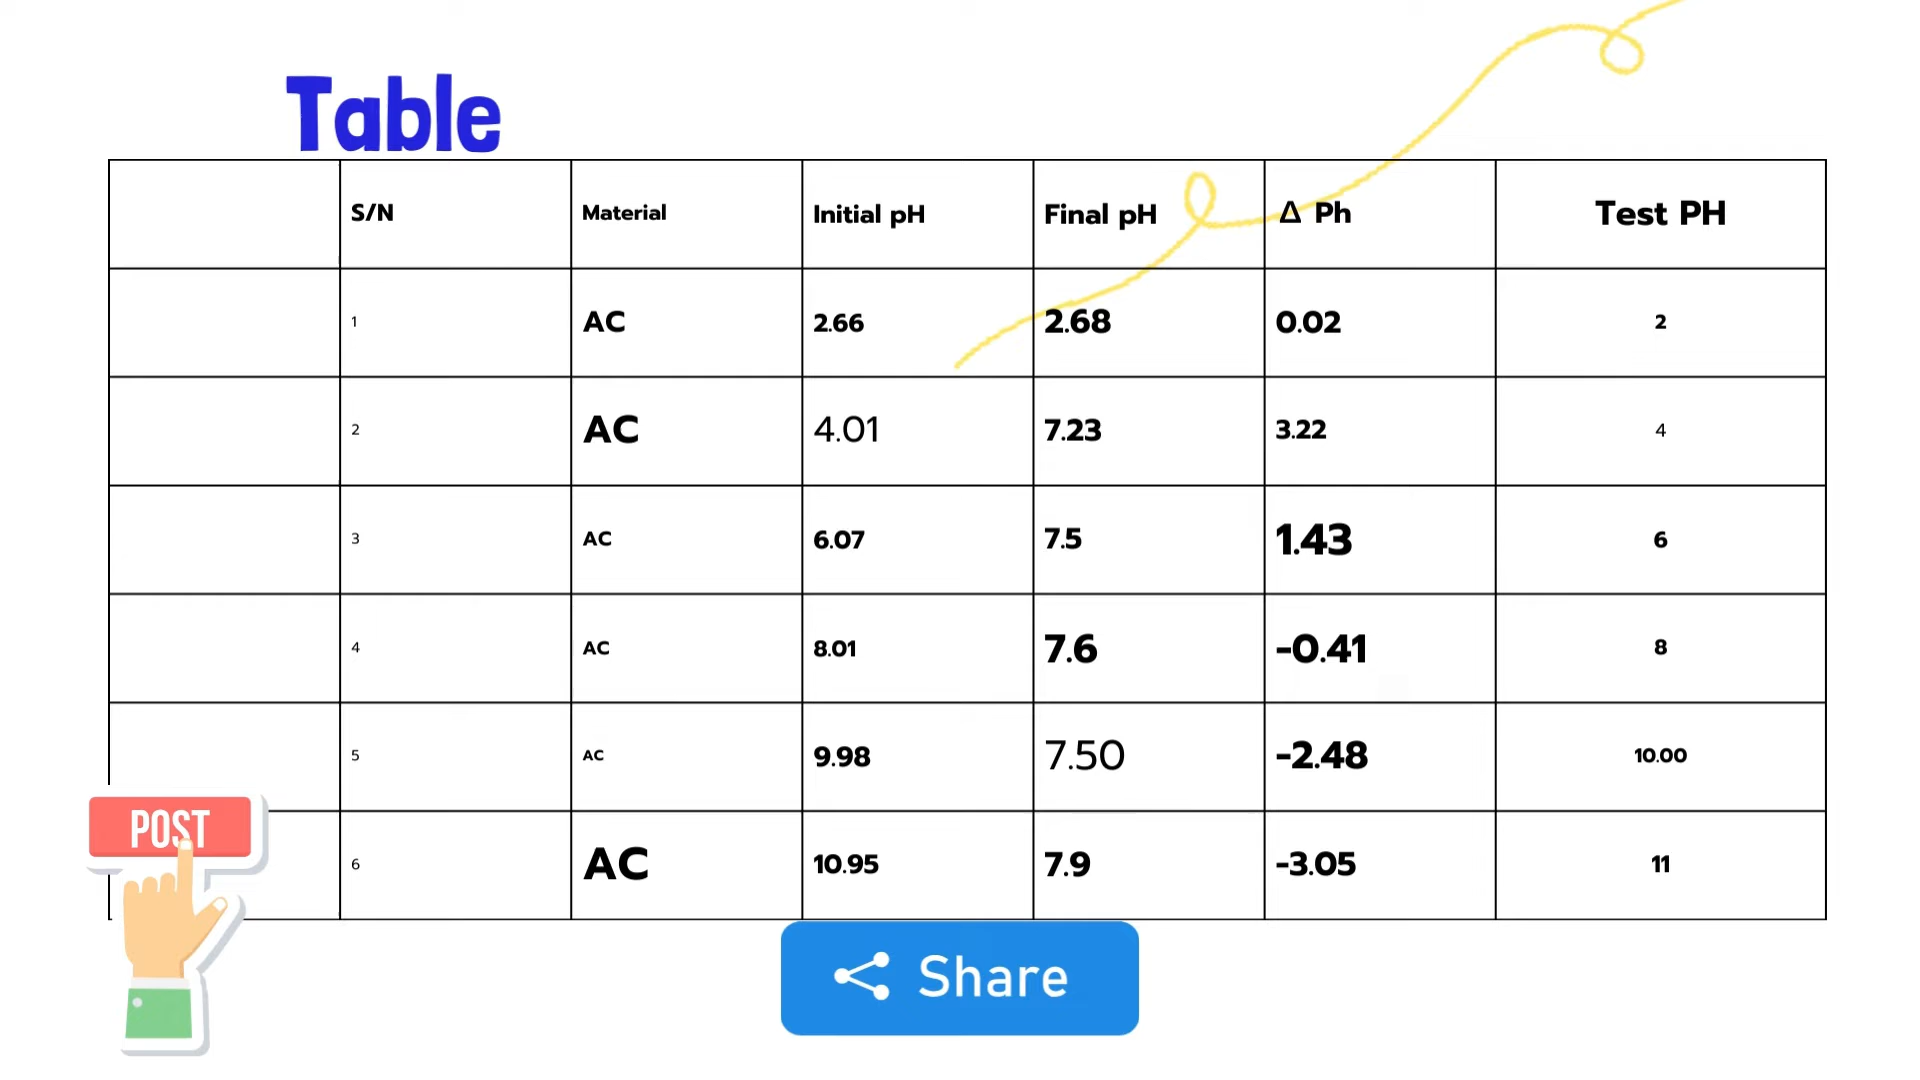 Table
S/N Material Initial pH Final pH Δ Ph Test PH
1 AC 2.66 2.68 0.02 2
2 AC 4.01 7.23 3.22 4
3 AC 6.07 7.5 1.43 6
4 AC 8.01 7.6 -0.41 8
5 AC 9.98 7.50 -2.48 10.00
6 AC 10.95 7.9 -3.05 11
POST
Share